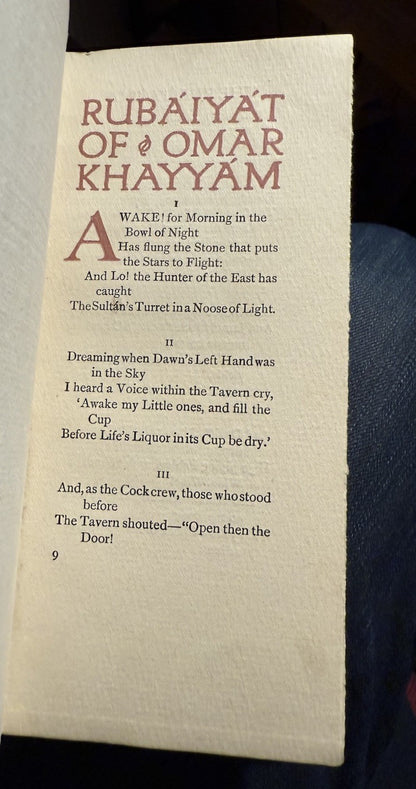 RUBÁIYÁT
OF OMAR
KHAYYÁM
I
AWAKE! for Morning in the
Bowl of Night
Has flung the Stone that puts
the Stars to Flight:
And Lo! the Hunter of the East has
caught
The Sultán's Turret in a Noose of Light.
II
Dreaming when Dawn's Left Hand was
in the Sky
I heard a Voice within the Tavern cry,
'Awake my Little ones, and fill the
Cup
Before Life's Liquor in its Cup be dry.'
III
And, as the Cock crew, those who stood
before
The Tavern shouted—"Open then the
Door!
9